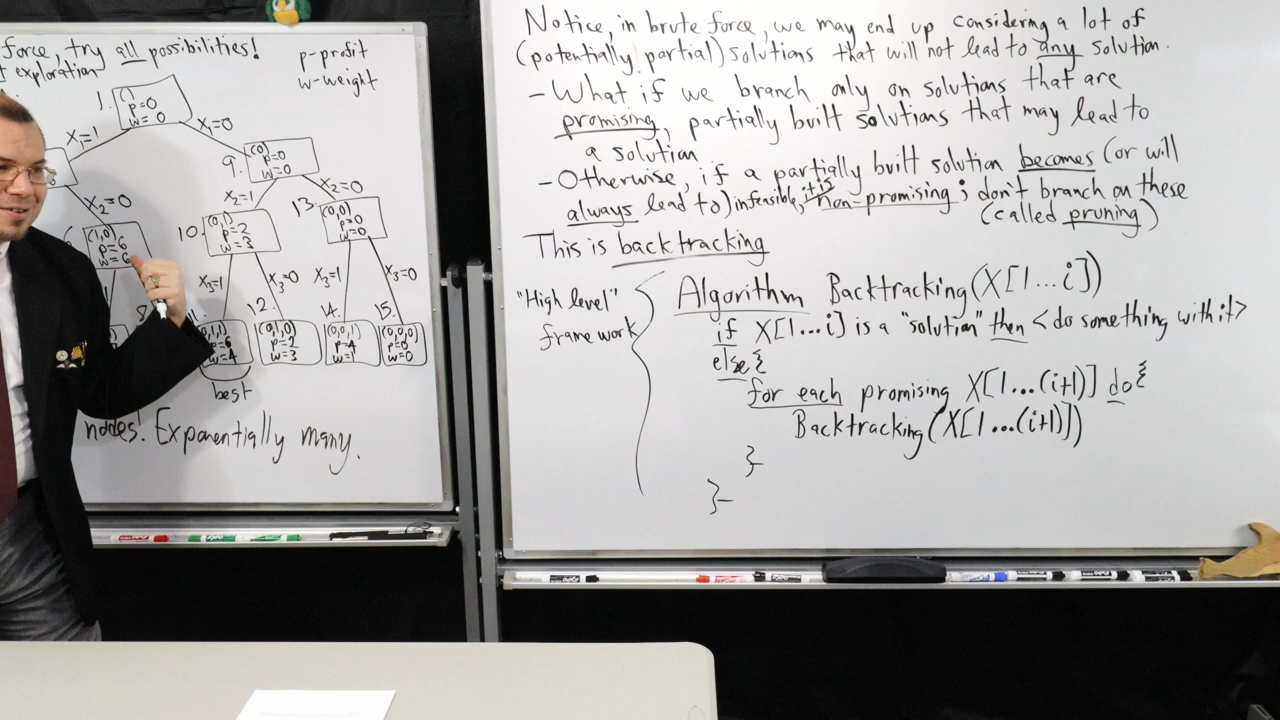 force, try all possibilities!
exploration
p-profit
w-weight
1.
()
p=0
w=0
X₁=1
X₁=0
9.
(0)
p=0
w=0
X₂=0
X₂=1
X₂=0
(1,0)
p=6
w=6
10.
(0,1)
p=2
w=3
13.
(0,0)
p=0
w=0
X₃=1
X₃=0
X₃=1
X₃=0
8.
12.
14.
15.
p=6
w=4
(0,1,0)
p=2
w=3
(0,0,1)
p=4
w=1
(0,0,0)
p=0
w=0
best
nodes! Exponentially many.
Notice, in brute force, we may end up considering a lot of
(potentially partial) solutions that will not lead to any solution.
- What if we branch only on solutions that are
promising, partially built solutions that may lead to
a solution
- Otherwise, if a partially built solution becomes (or will
always lead to) infeasible, it is non-promising; don't branch on these
(called pruning)
This is backtracking
"High level"
framework
Algorithm Backtracking(X[1...i])
if X[1...i] is a "solution" then <do something with it>
else{
for each promising X[1...(i+1)] do{
Backtracking(X[1...(i+1)])
}
}